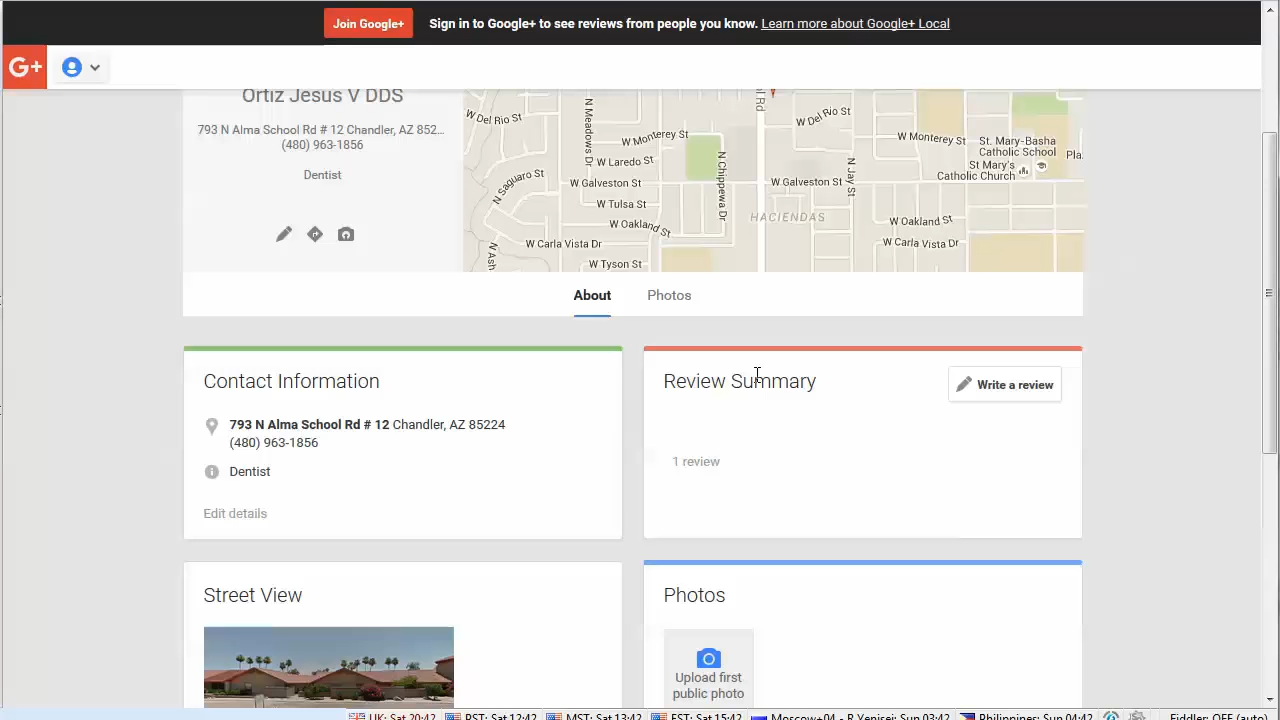 Join Google+
Sign in to Google+ to see reviews from people you know. Learn more about Google+ Local
G+
Ortiz Jesus V DDS
793 N Alma School Rd # 12 Chandler, AZ 852...
(480) 963-1856
Dentist
W Del Rio St
N Meadows Dr
W Monterey St
W Laredo St
N Saguaro St
W Galveston St
W Tulsa St
W Oakland St
W Carla Vista Dr
W Tyson St
N Chippewa Dr
W Del Rio St
W Galveston St
N Jay St
HACIENDAS
W Monterey St
St. Mary-Basha
Catholic School
St Mary's
Catholic Church
W Oakland St
W Carla Vista Dr
About
Photos
Contact Information
793 N Alma School Rd # 12 Chandler, AZ 85224
(480) 963-1856
Dentist
Edit details
Review Summary
Write a review
1 review
Street View
Photos
Upload first
public photo
UK: Sat 20:42 PST: Sat 12:42 MST: Sat 13:42 EST: Sat 15:42 Moscow+04 - R Yenisei: Sun 03:42 Philippines: Sun 04:42 Fiddler: OFF (auto